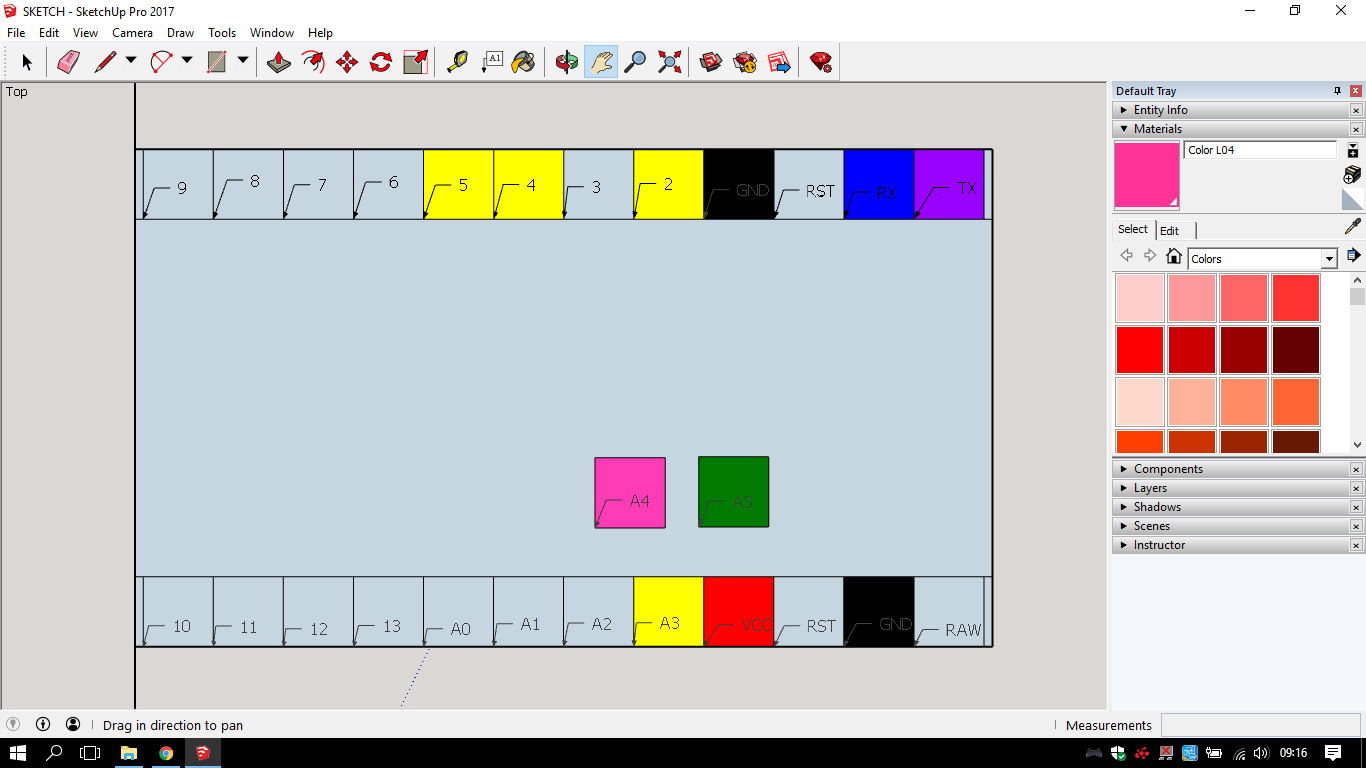 SKETCH - SketchUp Pro 2017
File Edit View Camera Draw Tools Window Help
A1
Top
Default Tray
Entity Info
Materials
Color L04
Select Edit
Colors
9 8 7 6 5 4 3 2 GND RST RX TX
A4 A5
10 11 12 13 A0 A1 A2 A3 VCC RST GND RAW
Components
Layers
Shadows
Scenes
Instructor
Drag in direction to pan
Measurements
09:16